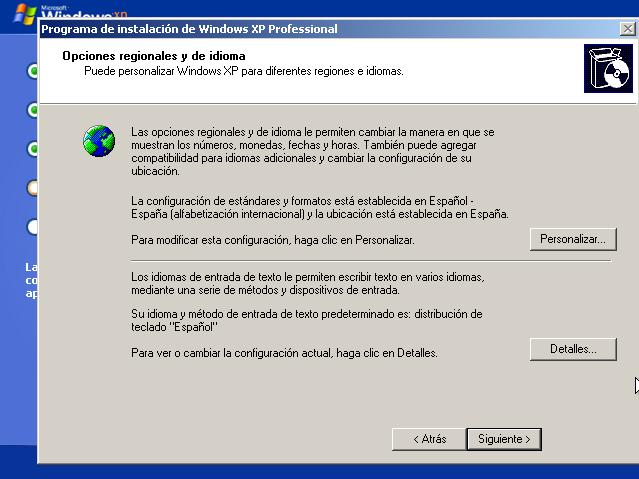 Microsoft
Windows xp
Programa de instalación de Windows XP Professional
Opciones regionales y de idioma
Puede personalizar Windows XP para diferentes regiones e idiomas.
Las opciones regionales y de idioma le permiten cambiar la manera en que se
muestran los números, monedas, fechas y horas. También puede agregar
compatibilidad para idiomas adicionales y cambiar la configuración de su
ubicación.
La configuración de estándares y formatos está establecida en Español -
España (alfabetización internacional) y la ubicación está establecida en España.
Para modificar esta configuración, haga clic en Personalizar.
Personalizar...
La
co
ap
Los idiomas de entrada de texto le permiten escribir texto en varios idiomas,
mediante una serie de métodos y dispositivos de entrada.
Su idioma y método de entrada de texto predeterminado es: distribución de
teclado "Español"
Para ver o cambiar la configuración actual, haga clic en Detalles.
Detalles...
< Atrás
Siguiente >